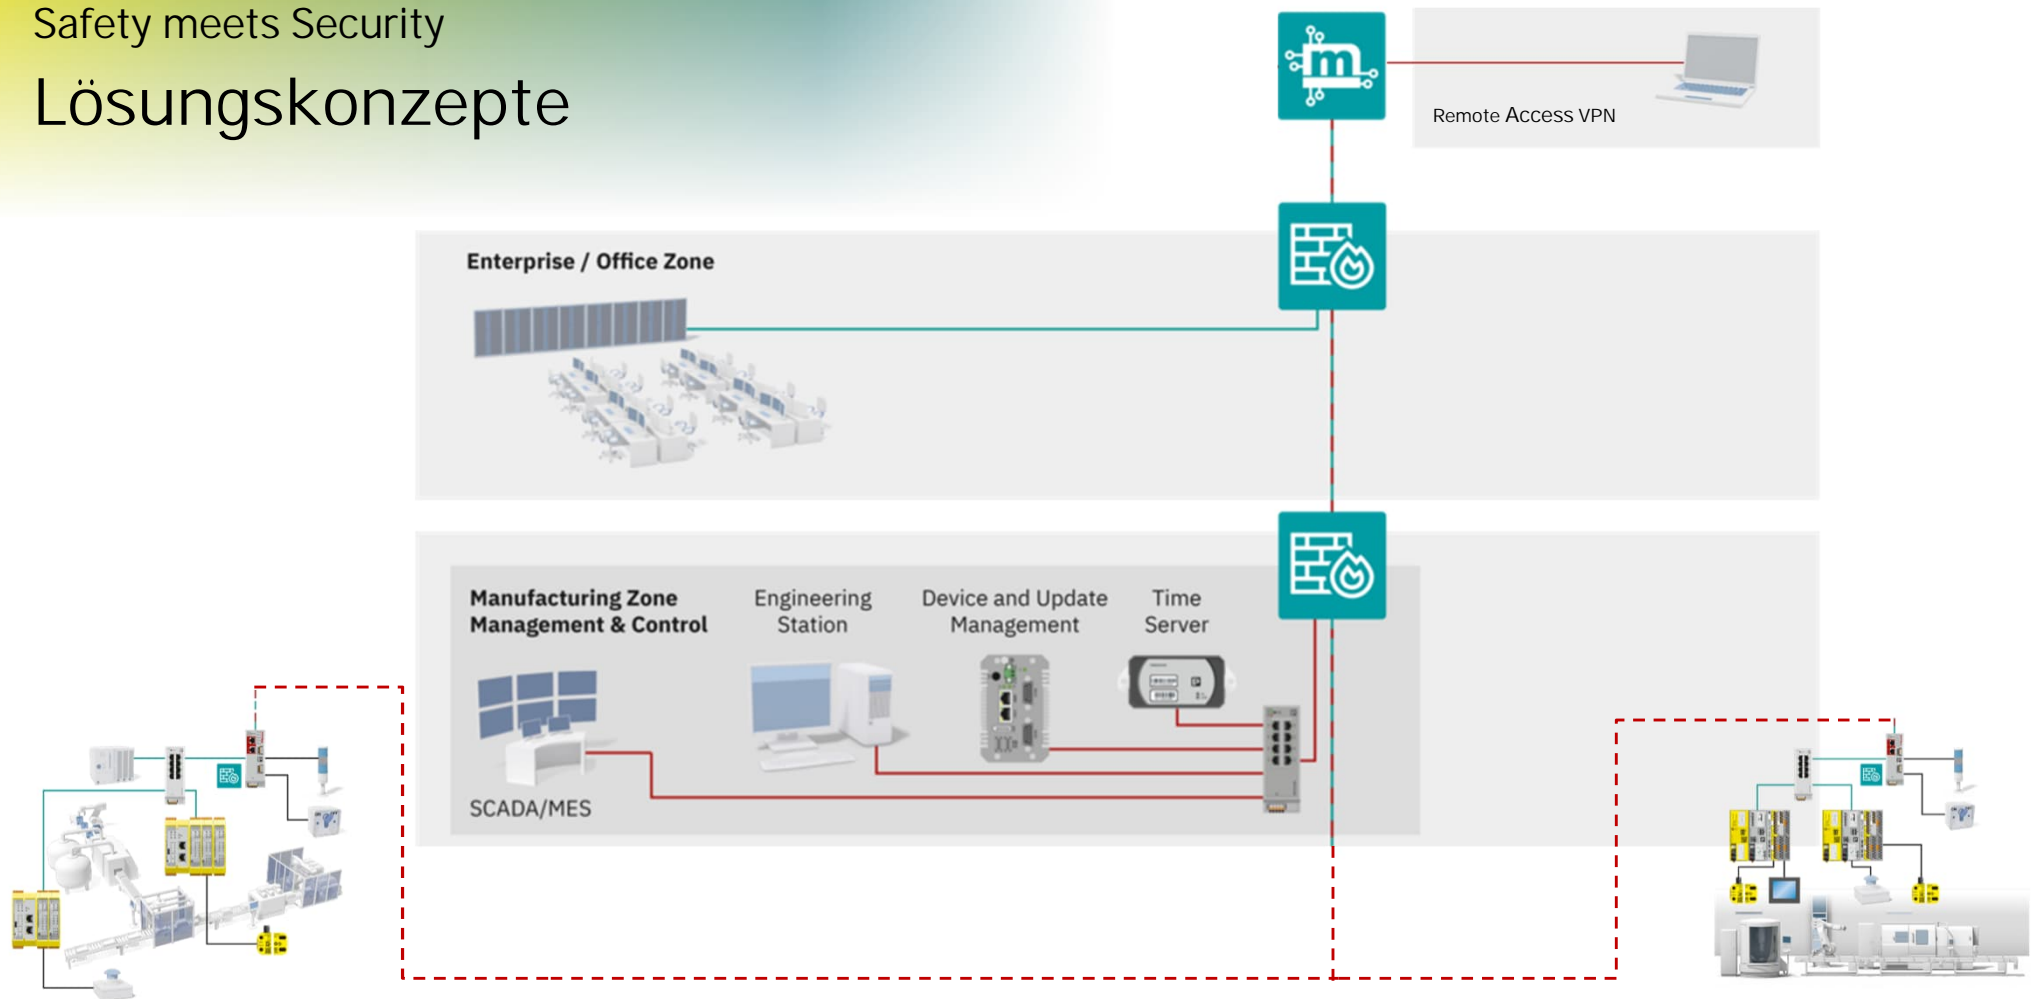 Safety meets Security
Lösungskonzepte
m
Remote Access VPN
Enterprise / Office Zone
Manufacturing Zone
Management & Control
Engineering
Station
Device and Update
Management
Time
Server
SCADA/MES